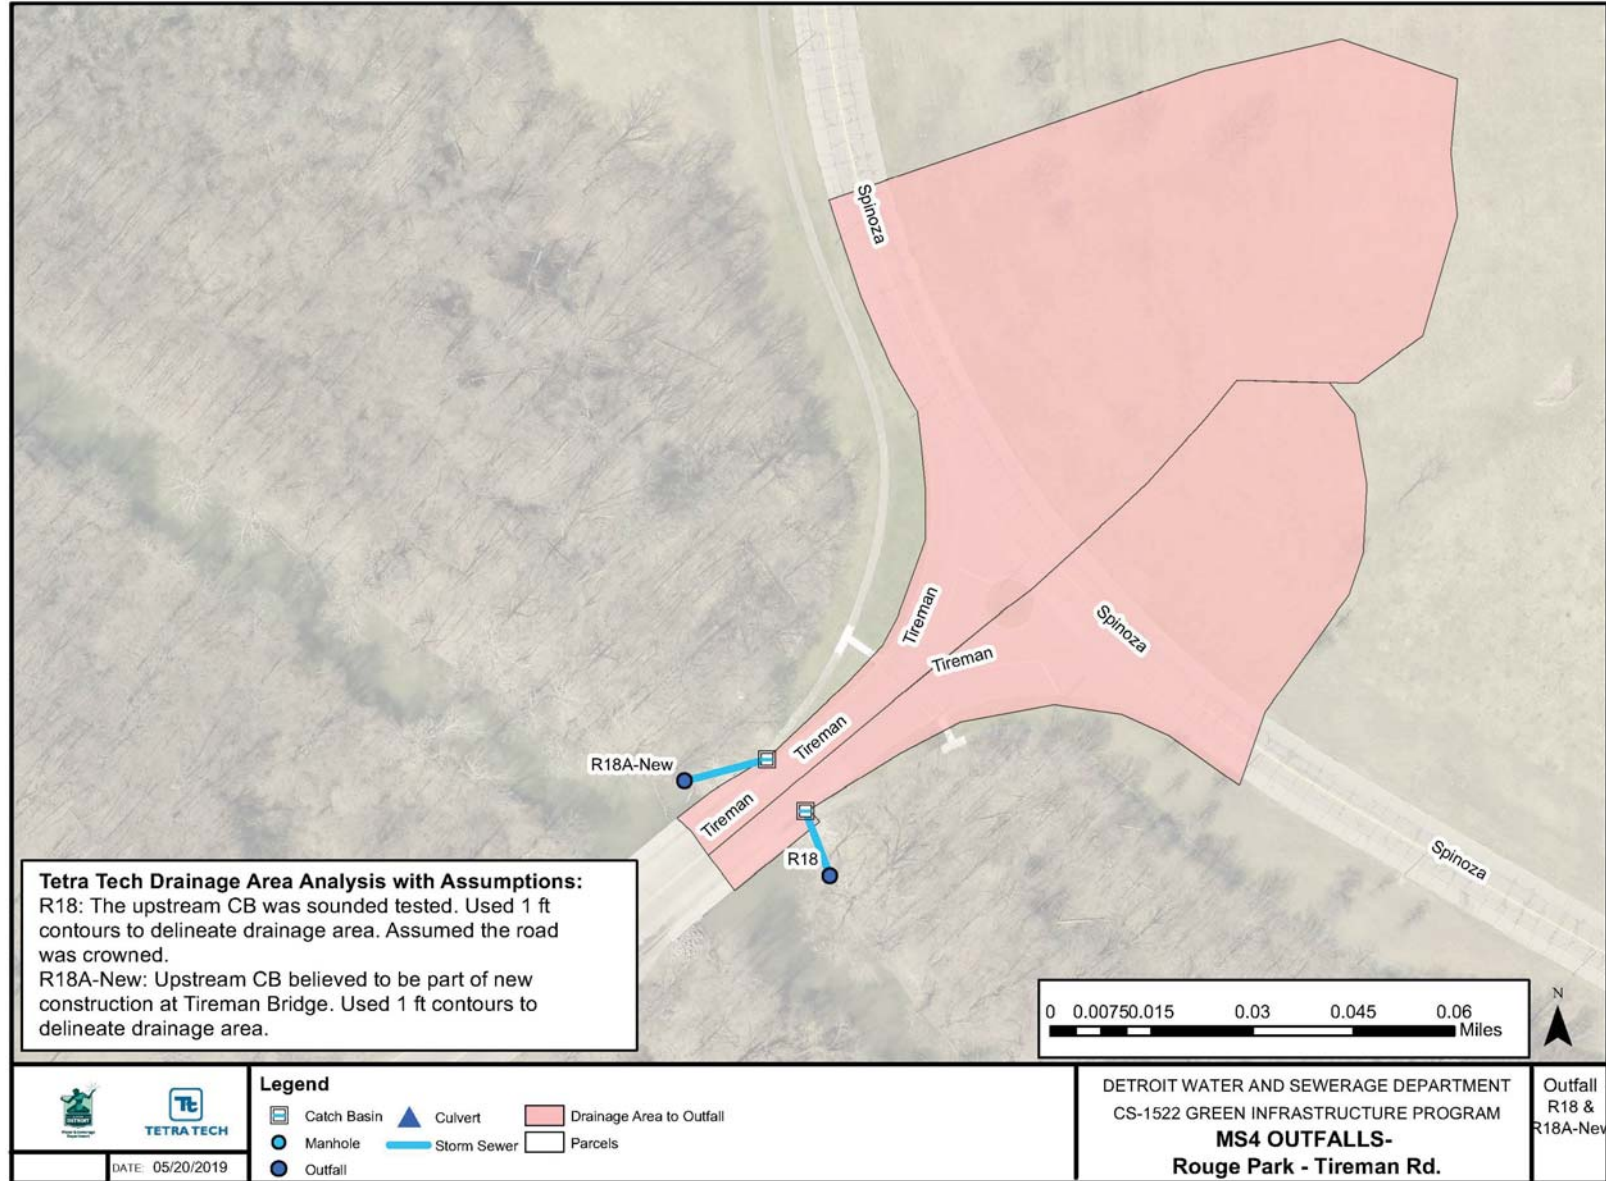 Spinoza
Tireman
Tireman
Spinoza
Tireman
R18A-New
Tireman
R18
Spinoza
Tetra Tech Drainage Area Analysis with Assumptions:
R18: The upstream CB was sounded tested. Used 1 ft
contours to delineate drainage area. Assumed the road
was crowned.
R18A-New: Upstream CB believed to be part of new
construction at Tireman Bridge. Used 1 ft contours to
delineate drainage area.
0 0.00750.015 0.03 0.045 0.06
Miles
N
DETROIT
TETRA TECH
DATE: 05/20/2019
Legend
Catch Basin
Culvert
Drainage Area to Outfall
Manhole
Storm Sewer
Parcels
Outfall
DETROIT WATER AND SEWERAGE DEPARTMENT
CS-1522 GREEN INFRASTRUCTURE PROGRAM
MS4 OUTFALLS-
Rouge Park - Tireman Rd.
Outfall
R18 &
R18A-New